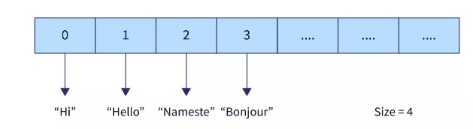 0 1 2 3 .... .... ....
“Hi” “Hello” “Nameste” “Bonjour” Size = 4